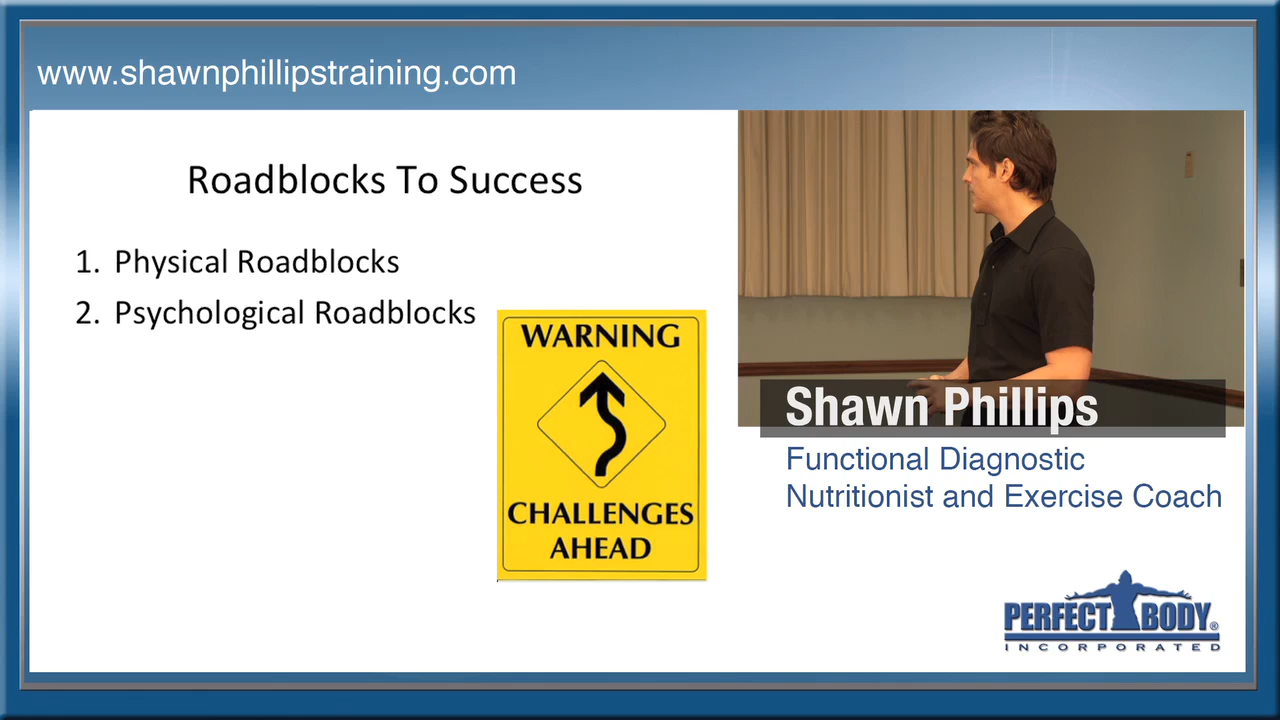 www.shawnphillipstraining.com
Roadblocks To Success
1. Physical Roadblocks
2. Psychological Roadblocks
WARNING
CHALLENGES
AHEAD
Shawn Phillips
Functional Diagnostic
Nutritionist and Exercise Coach
PERFECT BODY®
INCORPORATED